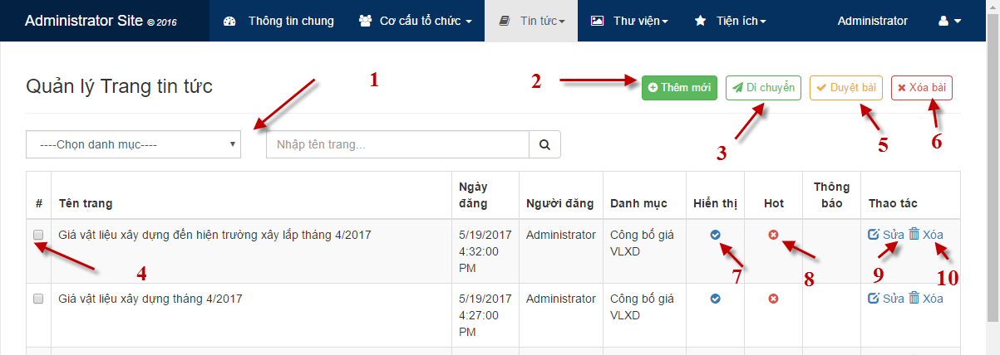 Administrator Site © 2016 Thông tin chung Cơ cấu tổ chức Tin tức Thư viện Tiện ích Administrator
Quản lý Trang tin tức
1
2
Thêm mới Di chuyển Duyệt bài Xóa bài
3
5
6
----Chọn danh mục---- Nhập tên trang...
# Tên trang Ngày đăng Người đăng Danh mục Hiển thị Hot Thông báo Thao tác
Giá vật liệu xây dựng đến hiện trường xây lắp tháng 4/2017 5/19/2017 Administrator Công bố giá Sửa Xóa
4:32:00 VLXD
PM
4
7
8
9
10
Giá vật liệu xây dựng tháng 4/2017 5/19/2017 Administrator Công bố giá Sửa Xóa
4:27:00 VLXD
PM